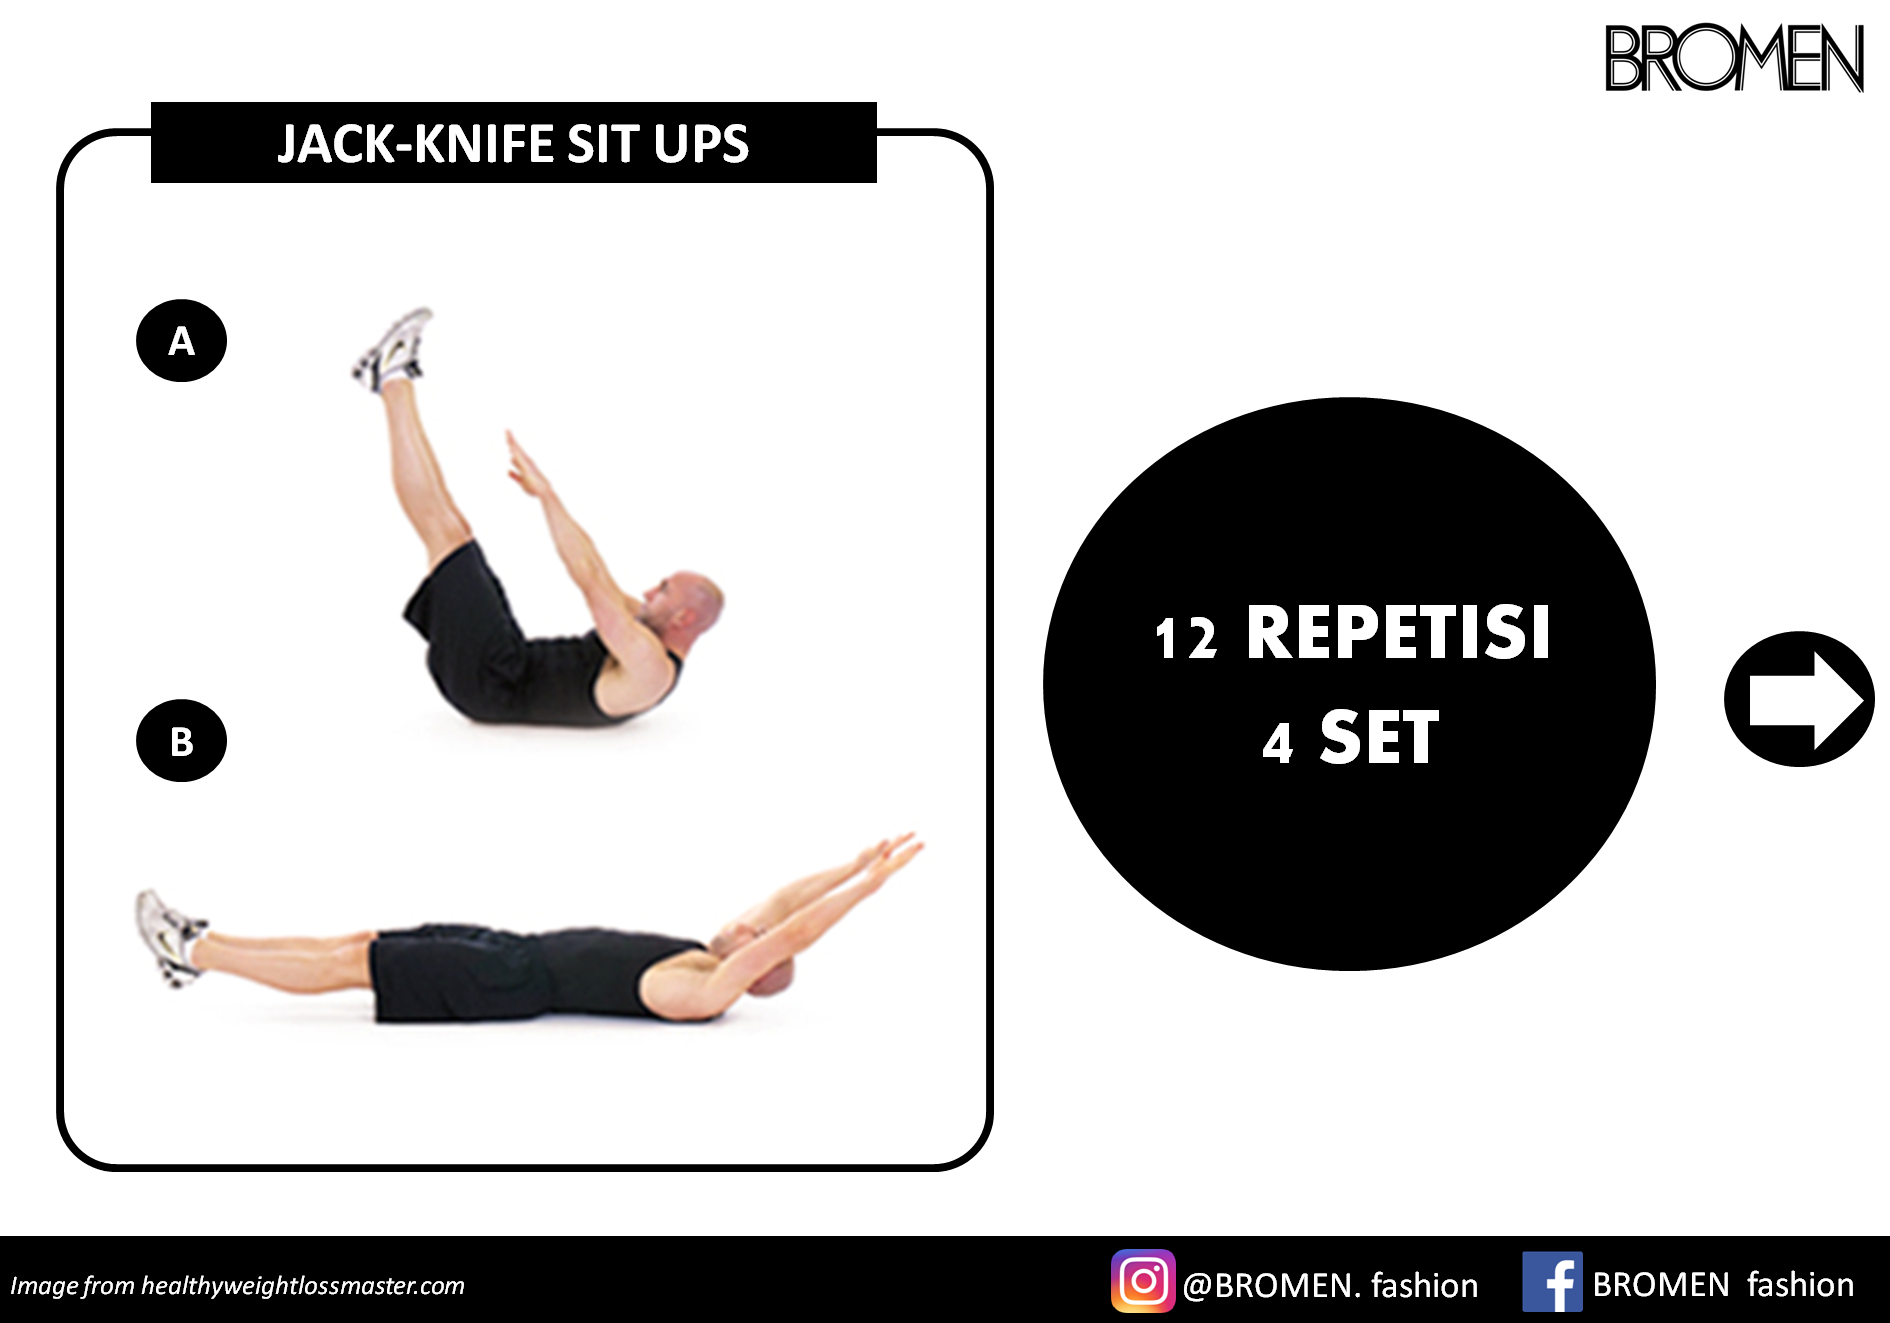 BROMEN
JACK-KNIFE SIT UPS
A
B
12 REPETISI
4 SET
Image from healthyweightlossmaster.com
@BROMEN. fashion
BROMEN fashion